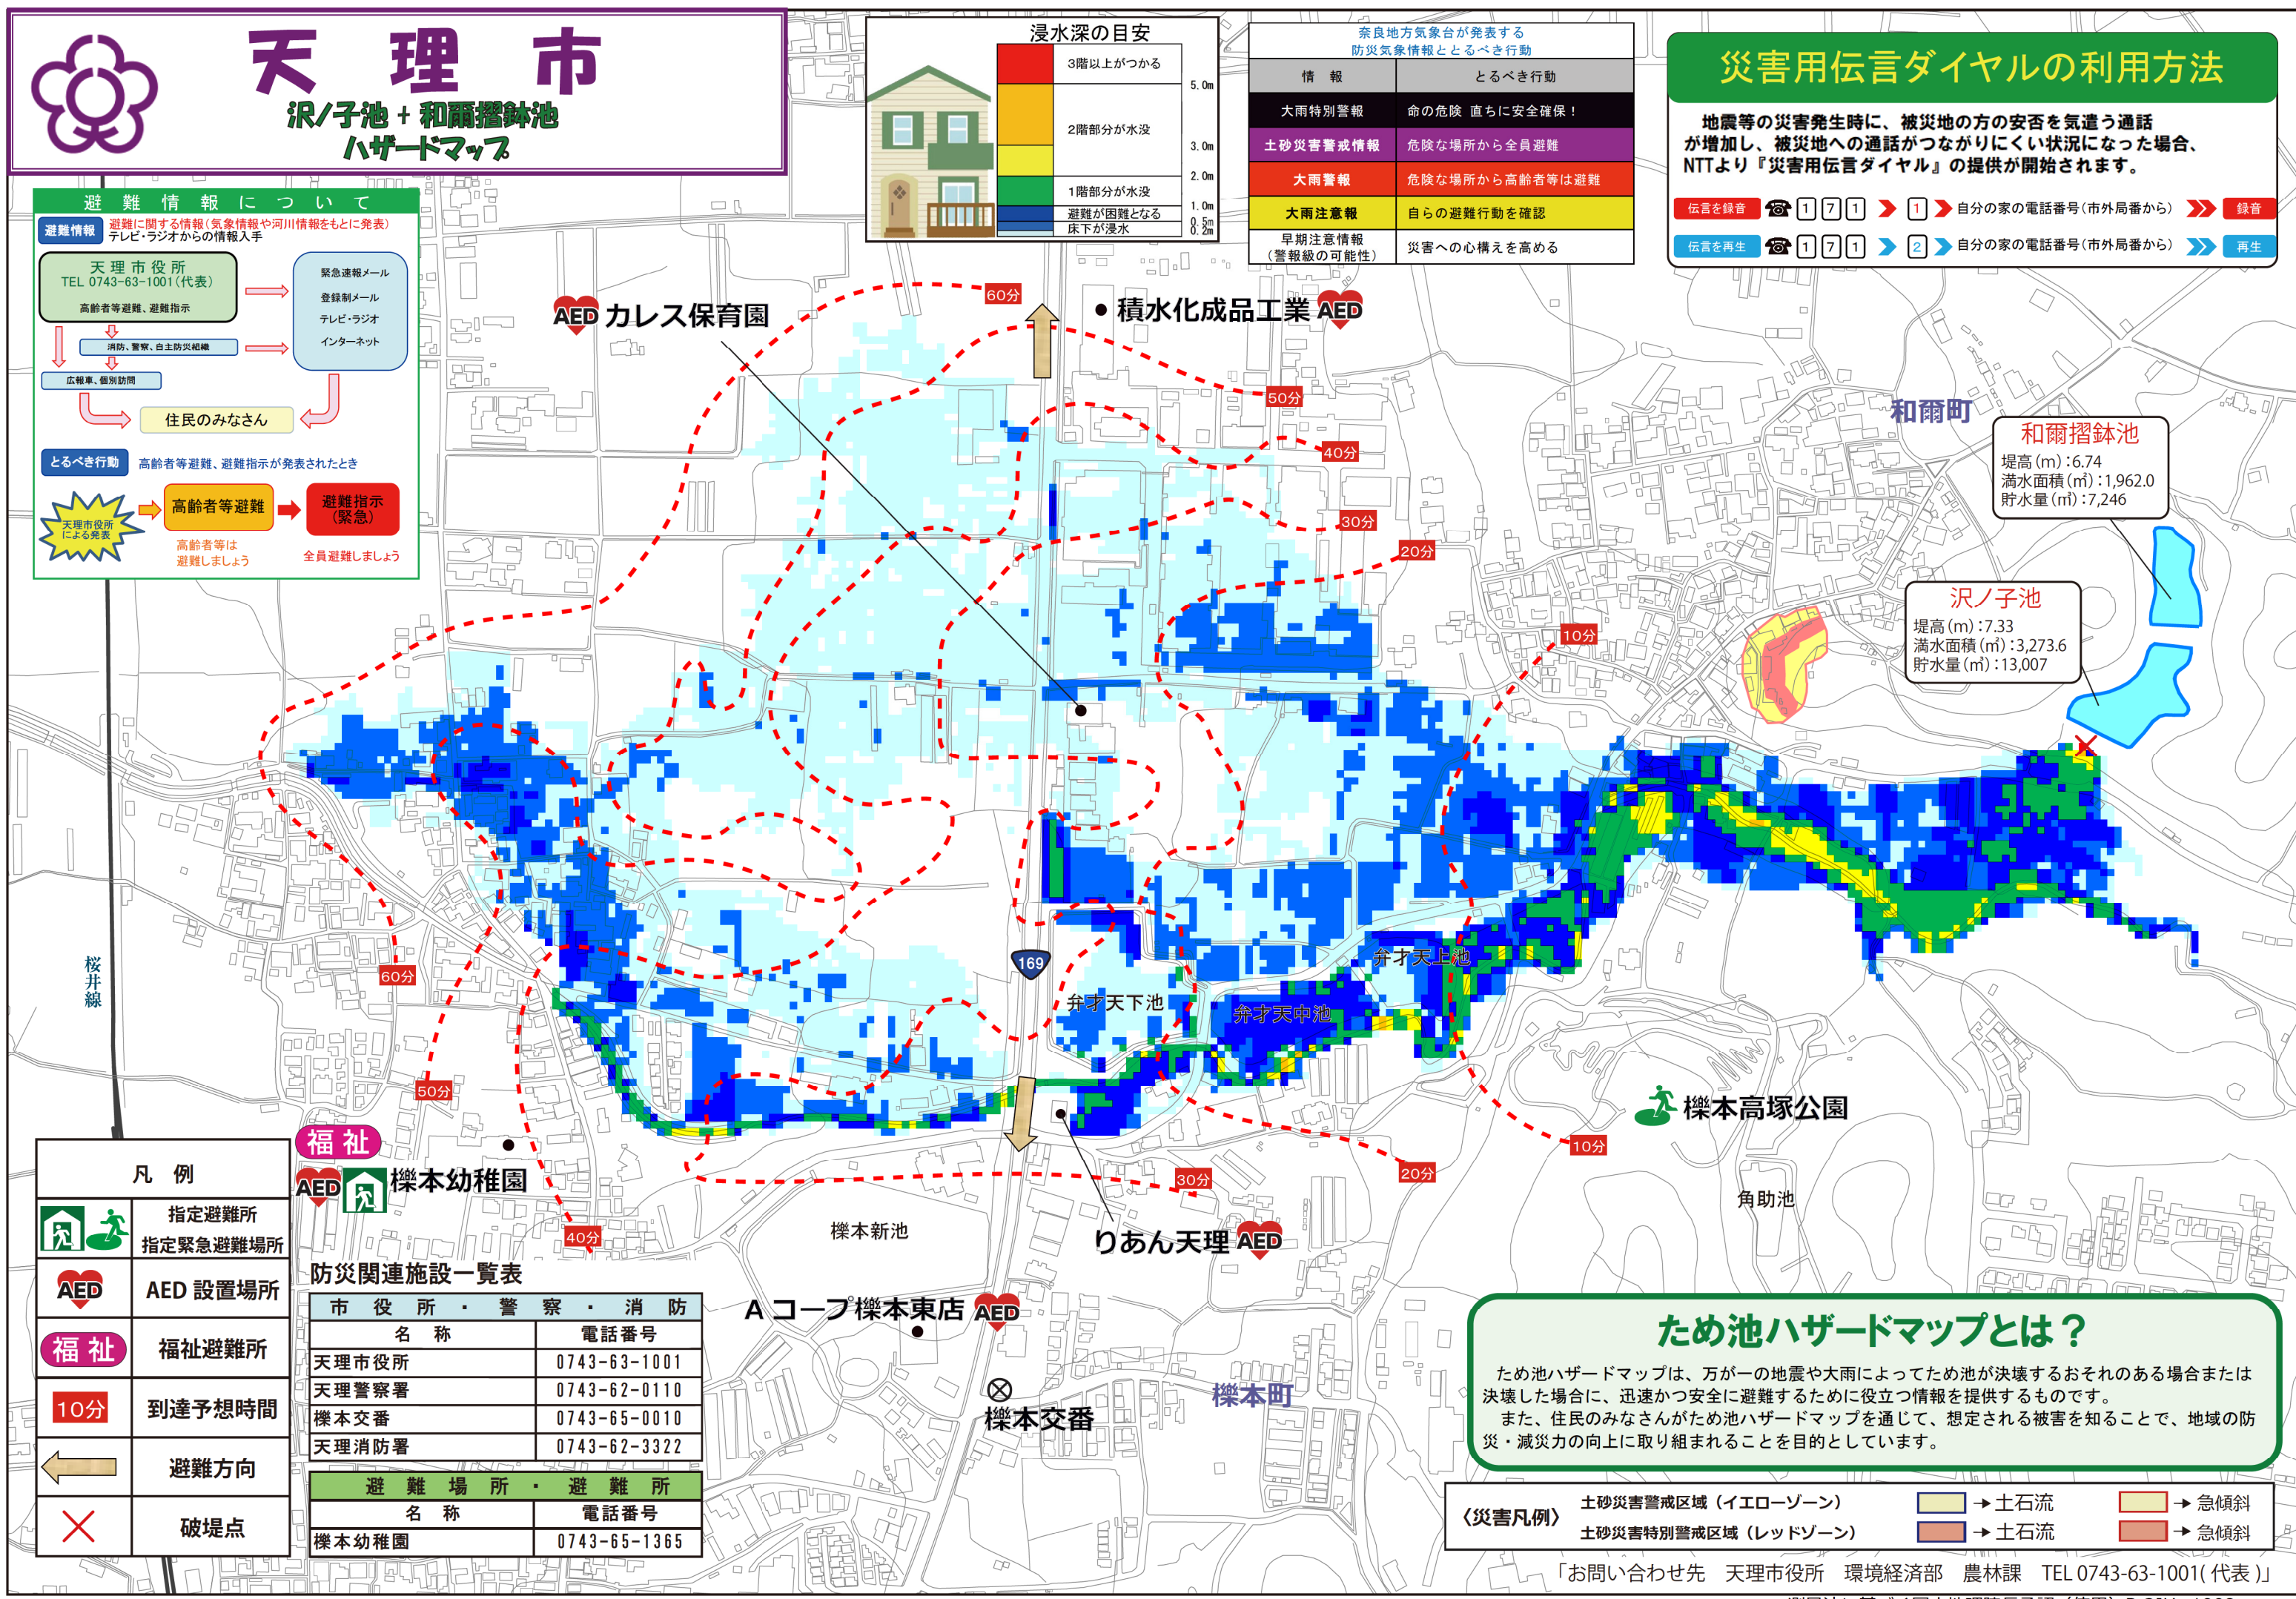 天理市
沢ノ子池 + 和爾摺鉢池
ハザードマップ
避難情報について
避難情報
避難に関する情報(気象情報や河川情報をもとに発表)
テレビ・ラジオからの情報入手
天理市役所
TEL 0743-63-1001(代表)
高齢者等避難、避難指示
消防、警察、自主防災組織
広報車、個別訪問
緊急速報メール
登録制メール
テレビ・ラジオ
インターネット
住民のみなさん
とるべき行動
高齢者等避難、避難指示が発表されたとき
天理市役所
による発表
高齢者等避難
避難指示
(緊急)
高齢者等は
避難しましょう
全員避難しましょう
浸水深の目安
3階以上がつかる
5.0m
2階部分が水没
3.0m
2.0m
1階部分が水没
1.0m
避難が困難となる
0.5m
床下が浸水
0.2m
奈良地方気象台が発表する
防災気象情報ととるべき行動
情 報 とるべき行動
大雨特別警報 命の危険 直ちに安全確保！
土砂災害警戒情報 危険な場所から全員避難
大雨警報 危険な場所から高齢者等は避難
大雨注意報 自らの避難行動を確認
早期注意情報
(警報級の可能性)
災害への心構えを高める
災害用伝言ダイヤルの利用方法
地震等の災害発生時に、被災地の方の安否を気遣う通話
が増加し、被災地への通話がつながりにくい状況になった場合、
NTTより『災害用伝言ダイヤル』の提供が開始されます。
伝言を録音 171 1 自分の家の電話番号(市外局番から) 録音
伝言を再生 171 2 自分の家の電話番号(市外局番から) 再生
AED カレス保育園
60分
積水化成品工業 AED
50分
40分
30分
20分
10分
和爾町
和爾摺鉢池
堤高(m):6.74
満水面積(㎡):1,962.0
貯水量(㎥):7,246
沢ノ子池
堤高(m):7.33
満水面積(㎡):3,273.6
貯水量(㎥):13,007
桜井線
60分
50分
40分
169
弁才天上池
弁才天中池
弁才天下池
櫟本高塚公園
10分
20分
30分
角助池
福祉
AED 櫟本幼稚園
櫟本新池
りあん天理 AED
Aコープ櫟本東店 AED
櫟本交番
櫟本町
凡 例
指定避難所
指定緊急避難場所
AED AED 設置場所
福祉 福祉避難所
10分 到達予想時間
避難方向
破堤点
防災関連施設一覧表
市役所・警察・消防
名 称 電話番号
天理市役所 0743-63-1001
天理警察署 0743-62-0110
櫟本交番 0743-65-0010
天理消防署 0743-62-3322
避難場所・避難所
名 称 電話番号
櫟本幼稚園 0743-65-1365
ため池ハザードマップとは？
ため池ハザードマップは、万が一の地震や大雨によってため池が決壊するおそれのある場合または
決壊した場合に、迅速かつ安全に避難するために役立つ情報を提供するものです。
また、住民のみなさんがため池ハザードマップを通じて、想定される被害を知ることで、地域の防
災・減災力の向上に取り組まれることを目的としています。
〈災害凡例〉
土砂災害警戒区域（イエローゾーン） →土石流 →急傾斜
土砂災害特別警戒区域（レッドゾーン） →土石流 →急傾斜
「お問い合わせ先 天理市役所 環境経済部 農林課 TEL 0743-63-1001(代表)」